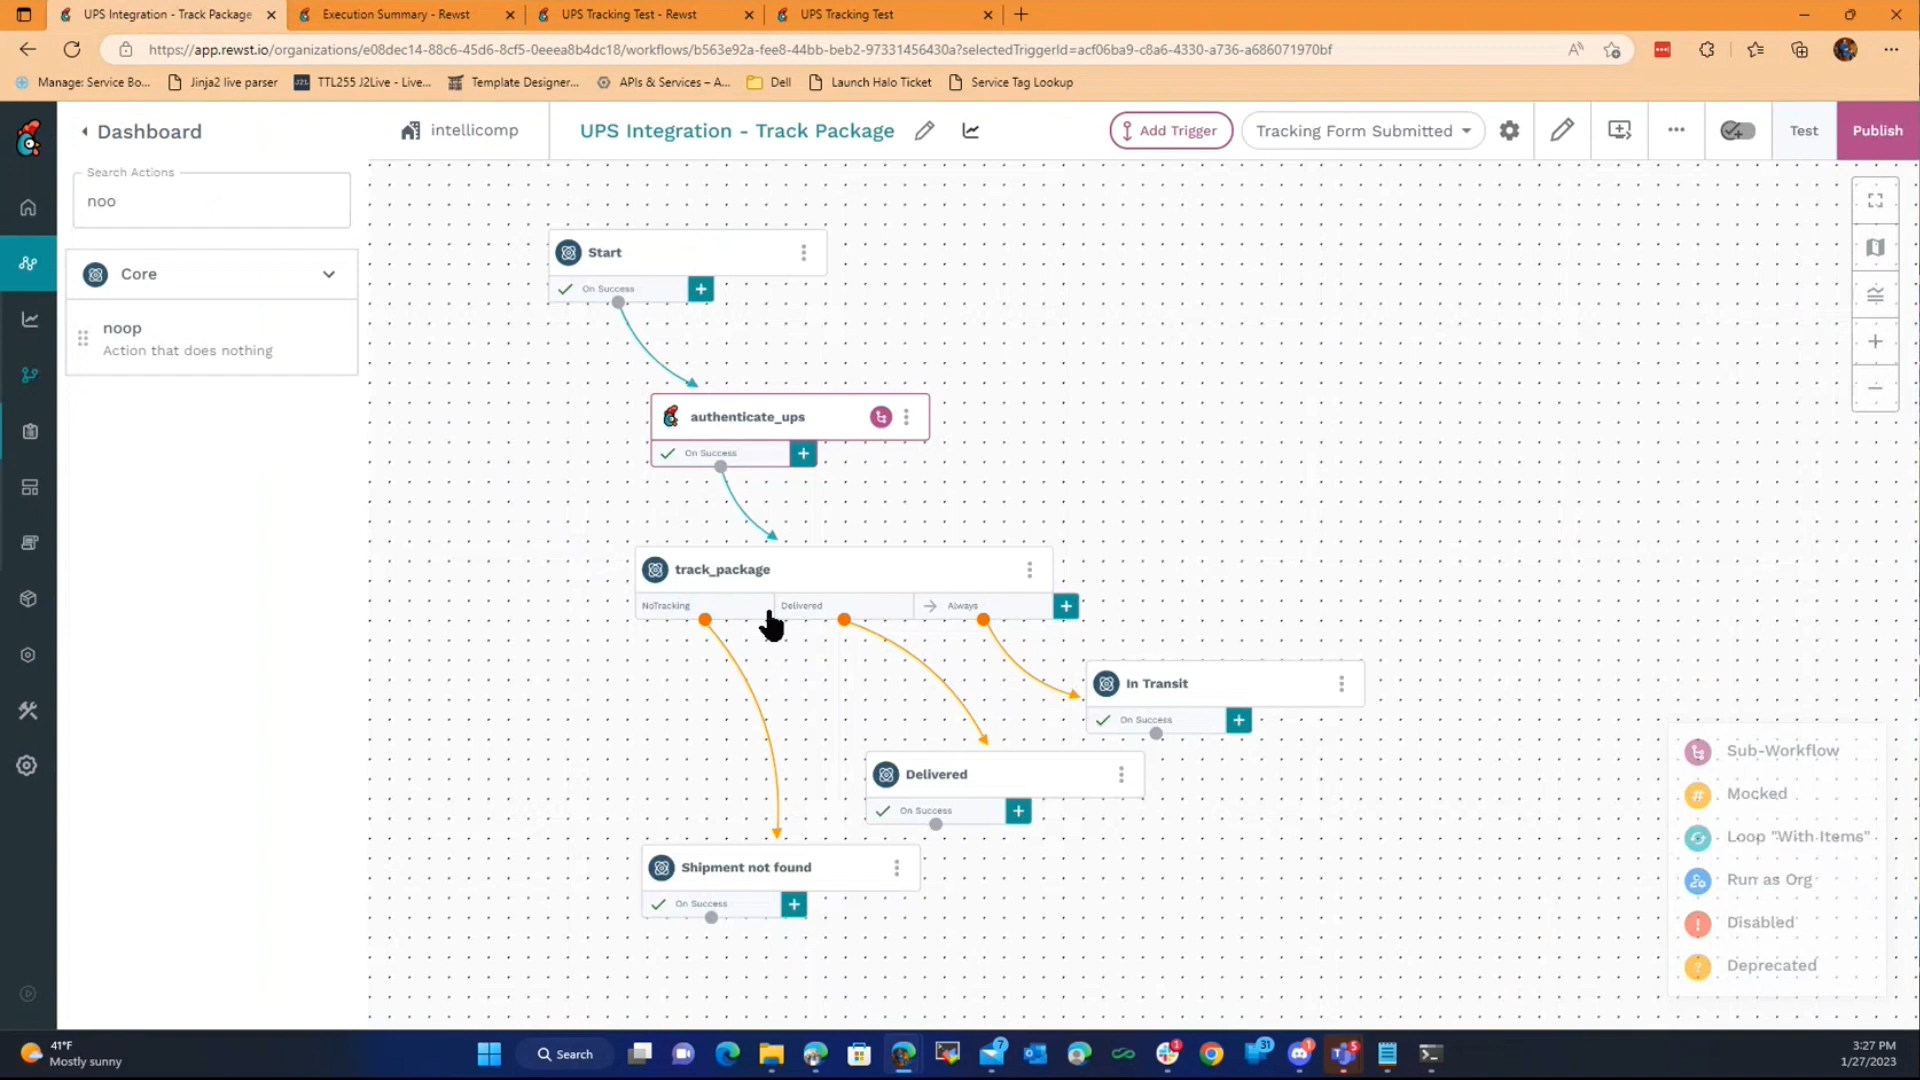 UPS Integration - Track Package
Execution Summary - Rewst
UPS Tracking Test - Rewst
UPS Tracking Test
https://app.rewst.io/organizations/e08dec14-88c6-45d6-8cf5-0eeea8b4dc18/workflows/b563e92a-fee8-44bb-beb2-97331456430a?selectedTriggerId=acf06ba9-c8a6-4330-a736-a686071970bf
Manage: Service Bo...
Jinja2 live parser
TTL255 J2Live - Live...
Template Designer...
APIs & Services – A...
Dell
Launch Halo Ticket
Service Tag Lookup
Dashboard
intellicomp
UPS Integration - Track Package
Add Trigger
Tracking Form Submitted
Test
Publish
Search Actions
noo
Core
noop
Action that does nothing
Start
On Success
authenticate_ups
On Success
track_package
NoTracking
Delivered
Always
In Transit
On Success
Delivered
On Success
Shipment not found
On Success
Sub-Workflow
Mocked
Loop "With Items"
Run as Org
Disabled
Deprecated
41°F
Mostly sunny
Search
7
1
31
1
5
3:27 PM
1/27/2023